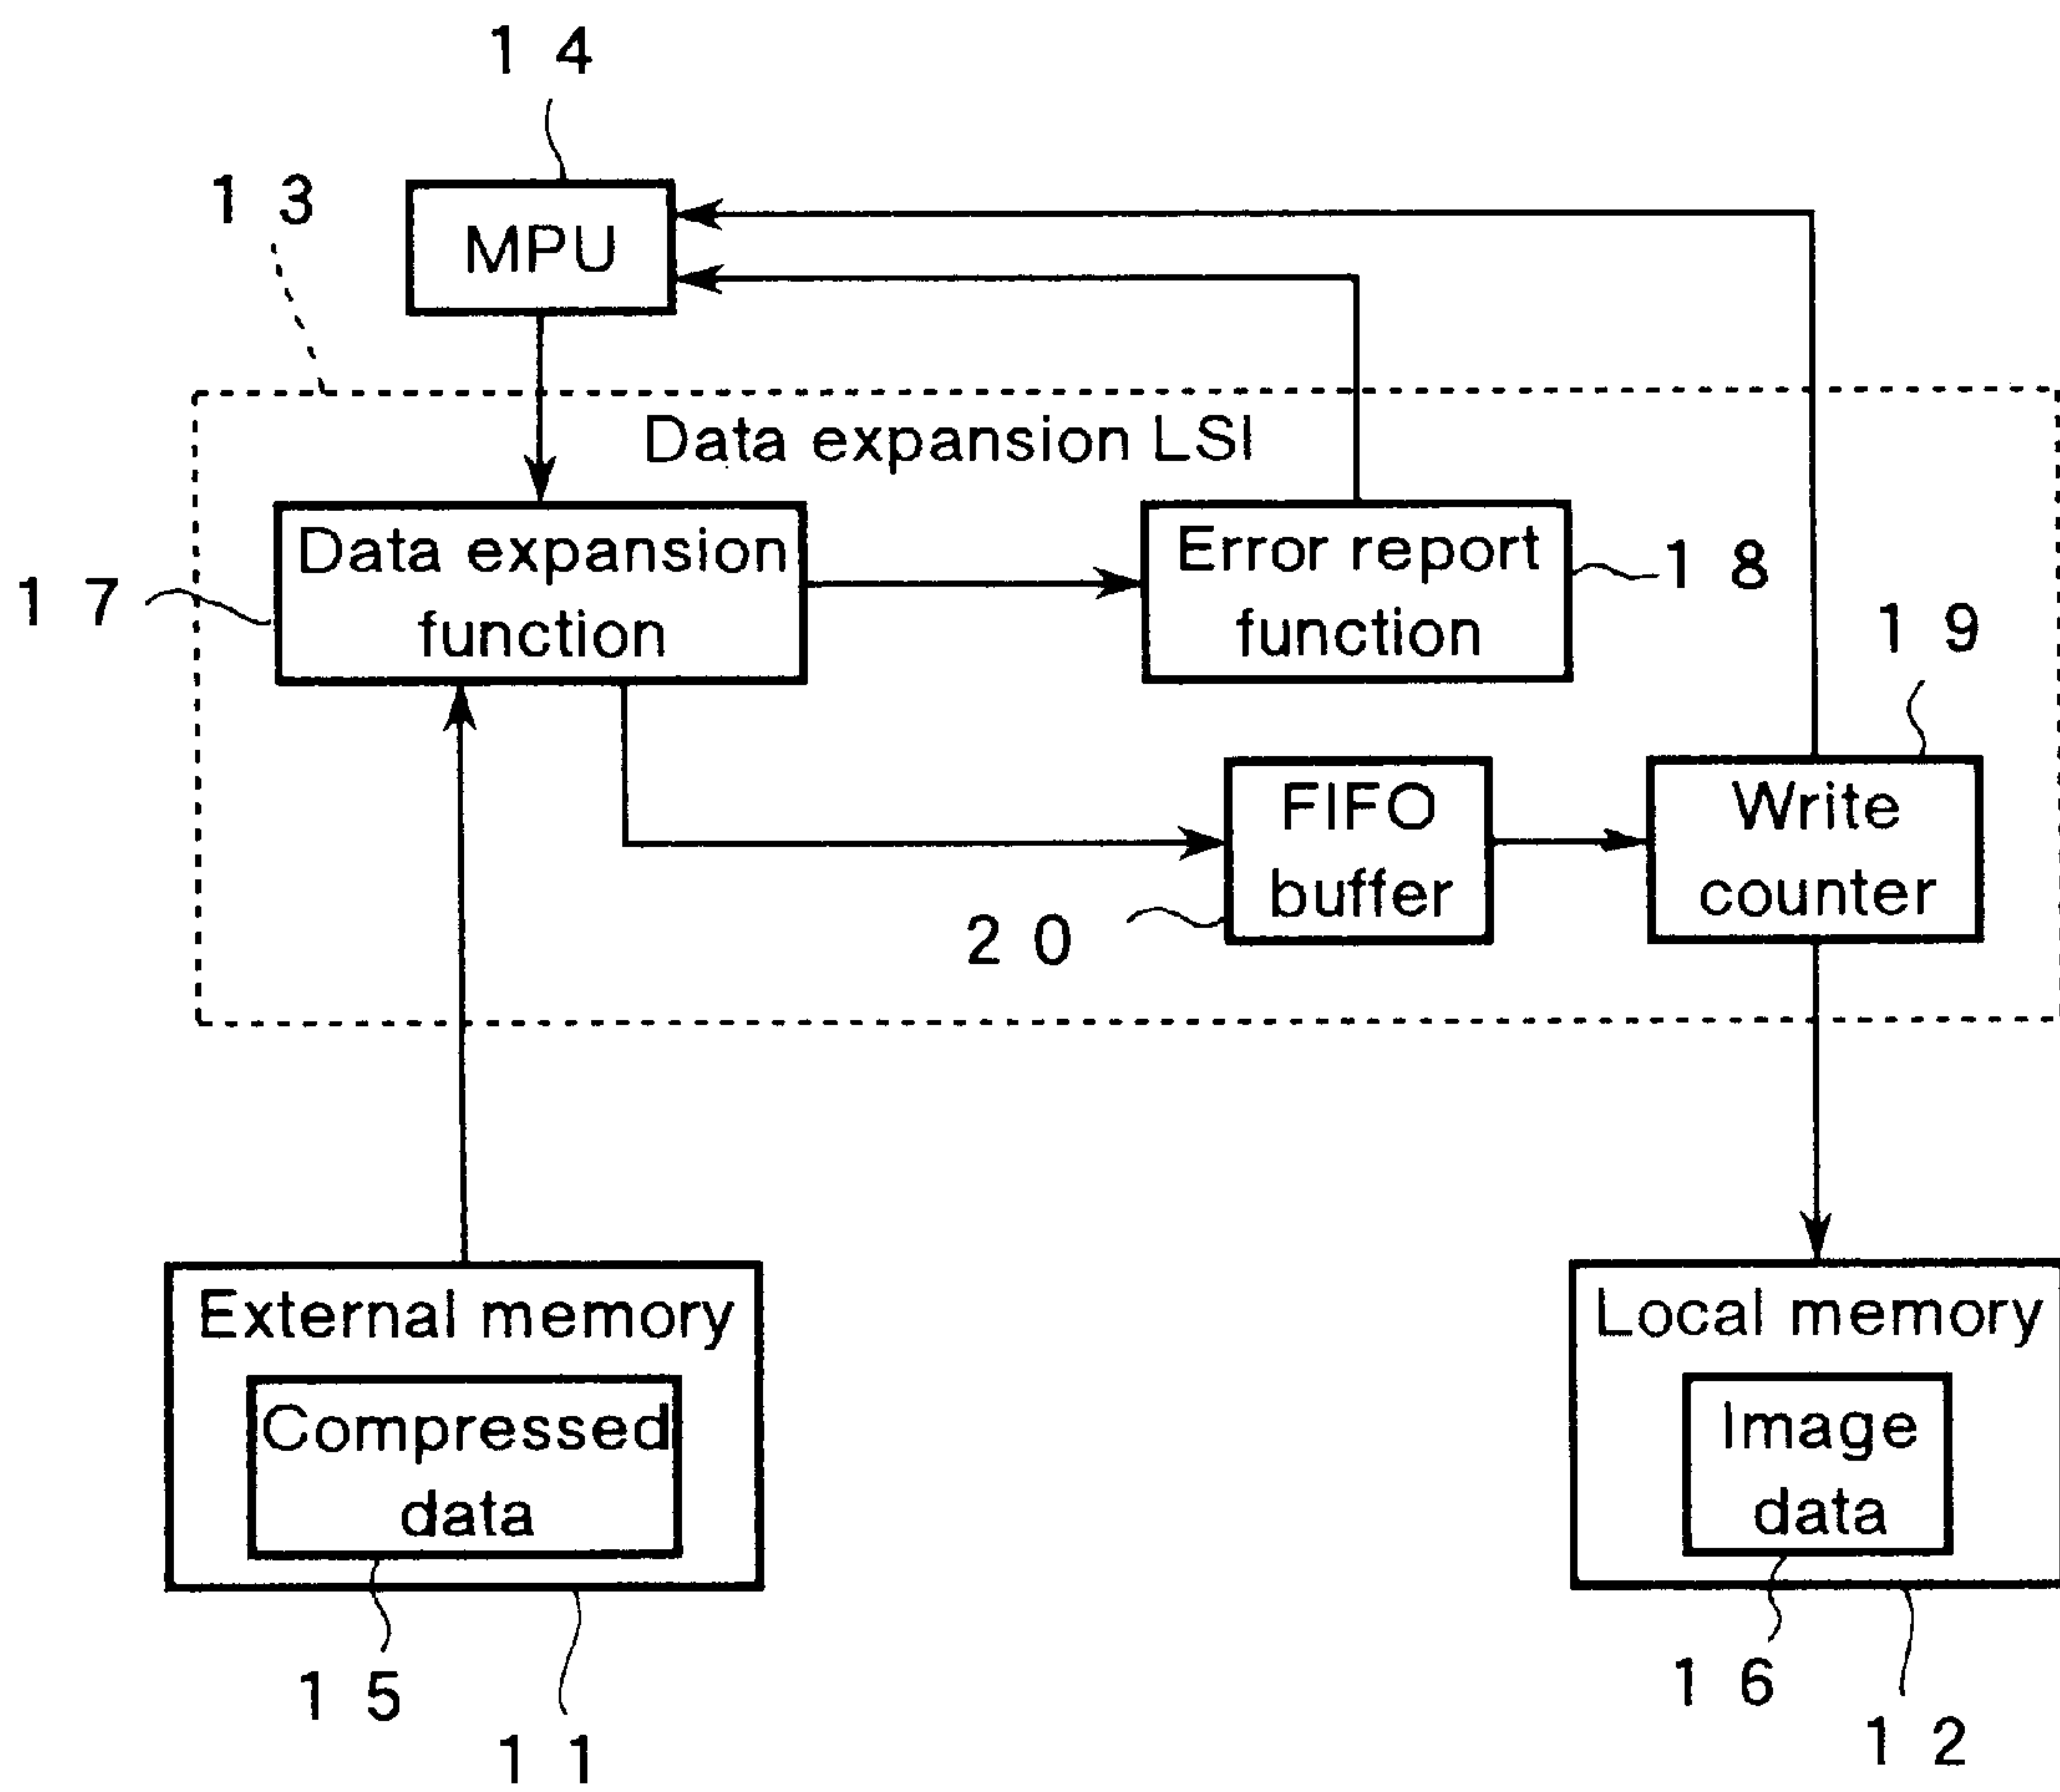 1 4
1 3
MPU
Data expansion LSI
Data expansion
function
Error report
function
1 7
1 8
1 9
FIFO
buffer
Write
counter
2 0
External memory
Compressed
data
Local memory
Image
data
1 5
1 1
1 6
1 2